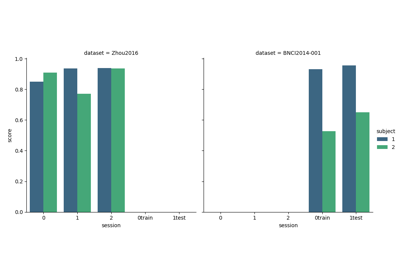 dataset = Zhou2016
dataset = BNCI2014-001
1.0
0.8
0.6
0.4
0.2
0.0
score
0 1 2 0train 1test
session
0 1 2 0train 1test
session
subject
1
2